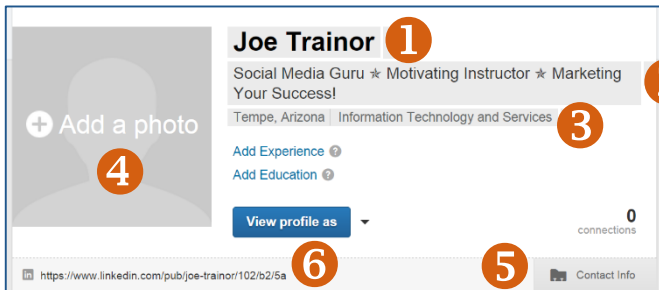 Joe Trainor 1
Social Media Guru ✯ Motivating Instructor ✯ Marketing
Your Success!
Tempe, Arizona | Information Technology and Services 3
Add a photo
4
Add Experience ?
Add Education ?
View profile as
0
connections
https://www.linkedin.com/pub/joe-trainor/102/b2/5a 6
5 Contact Info